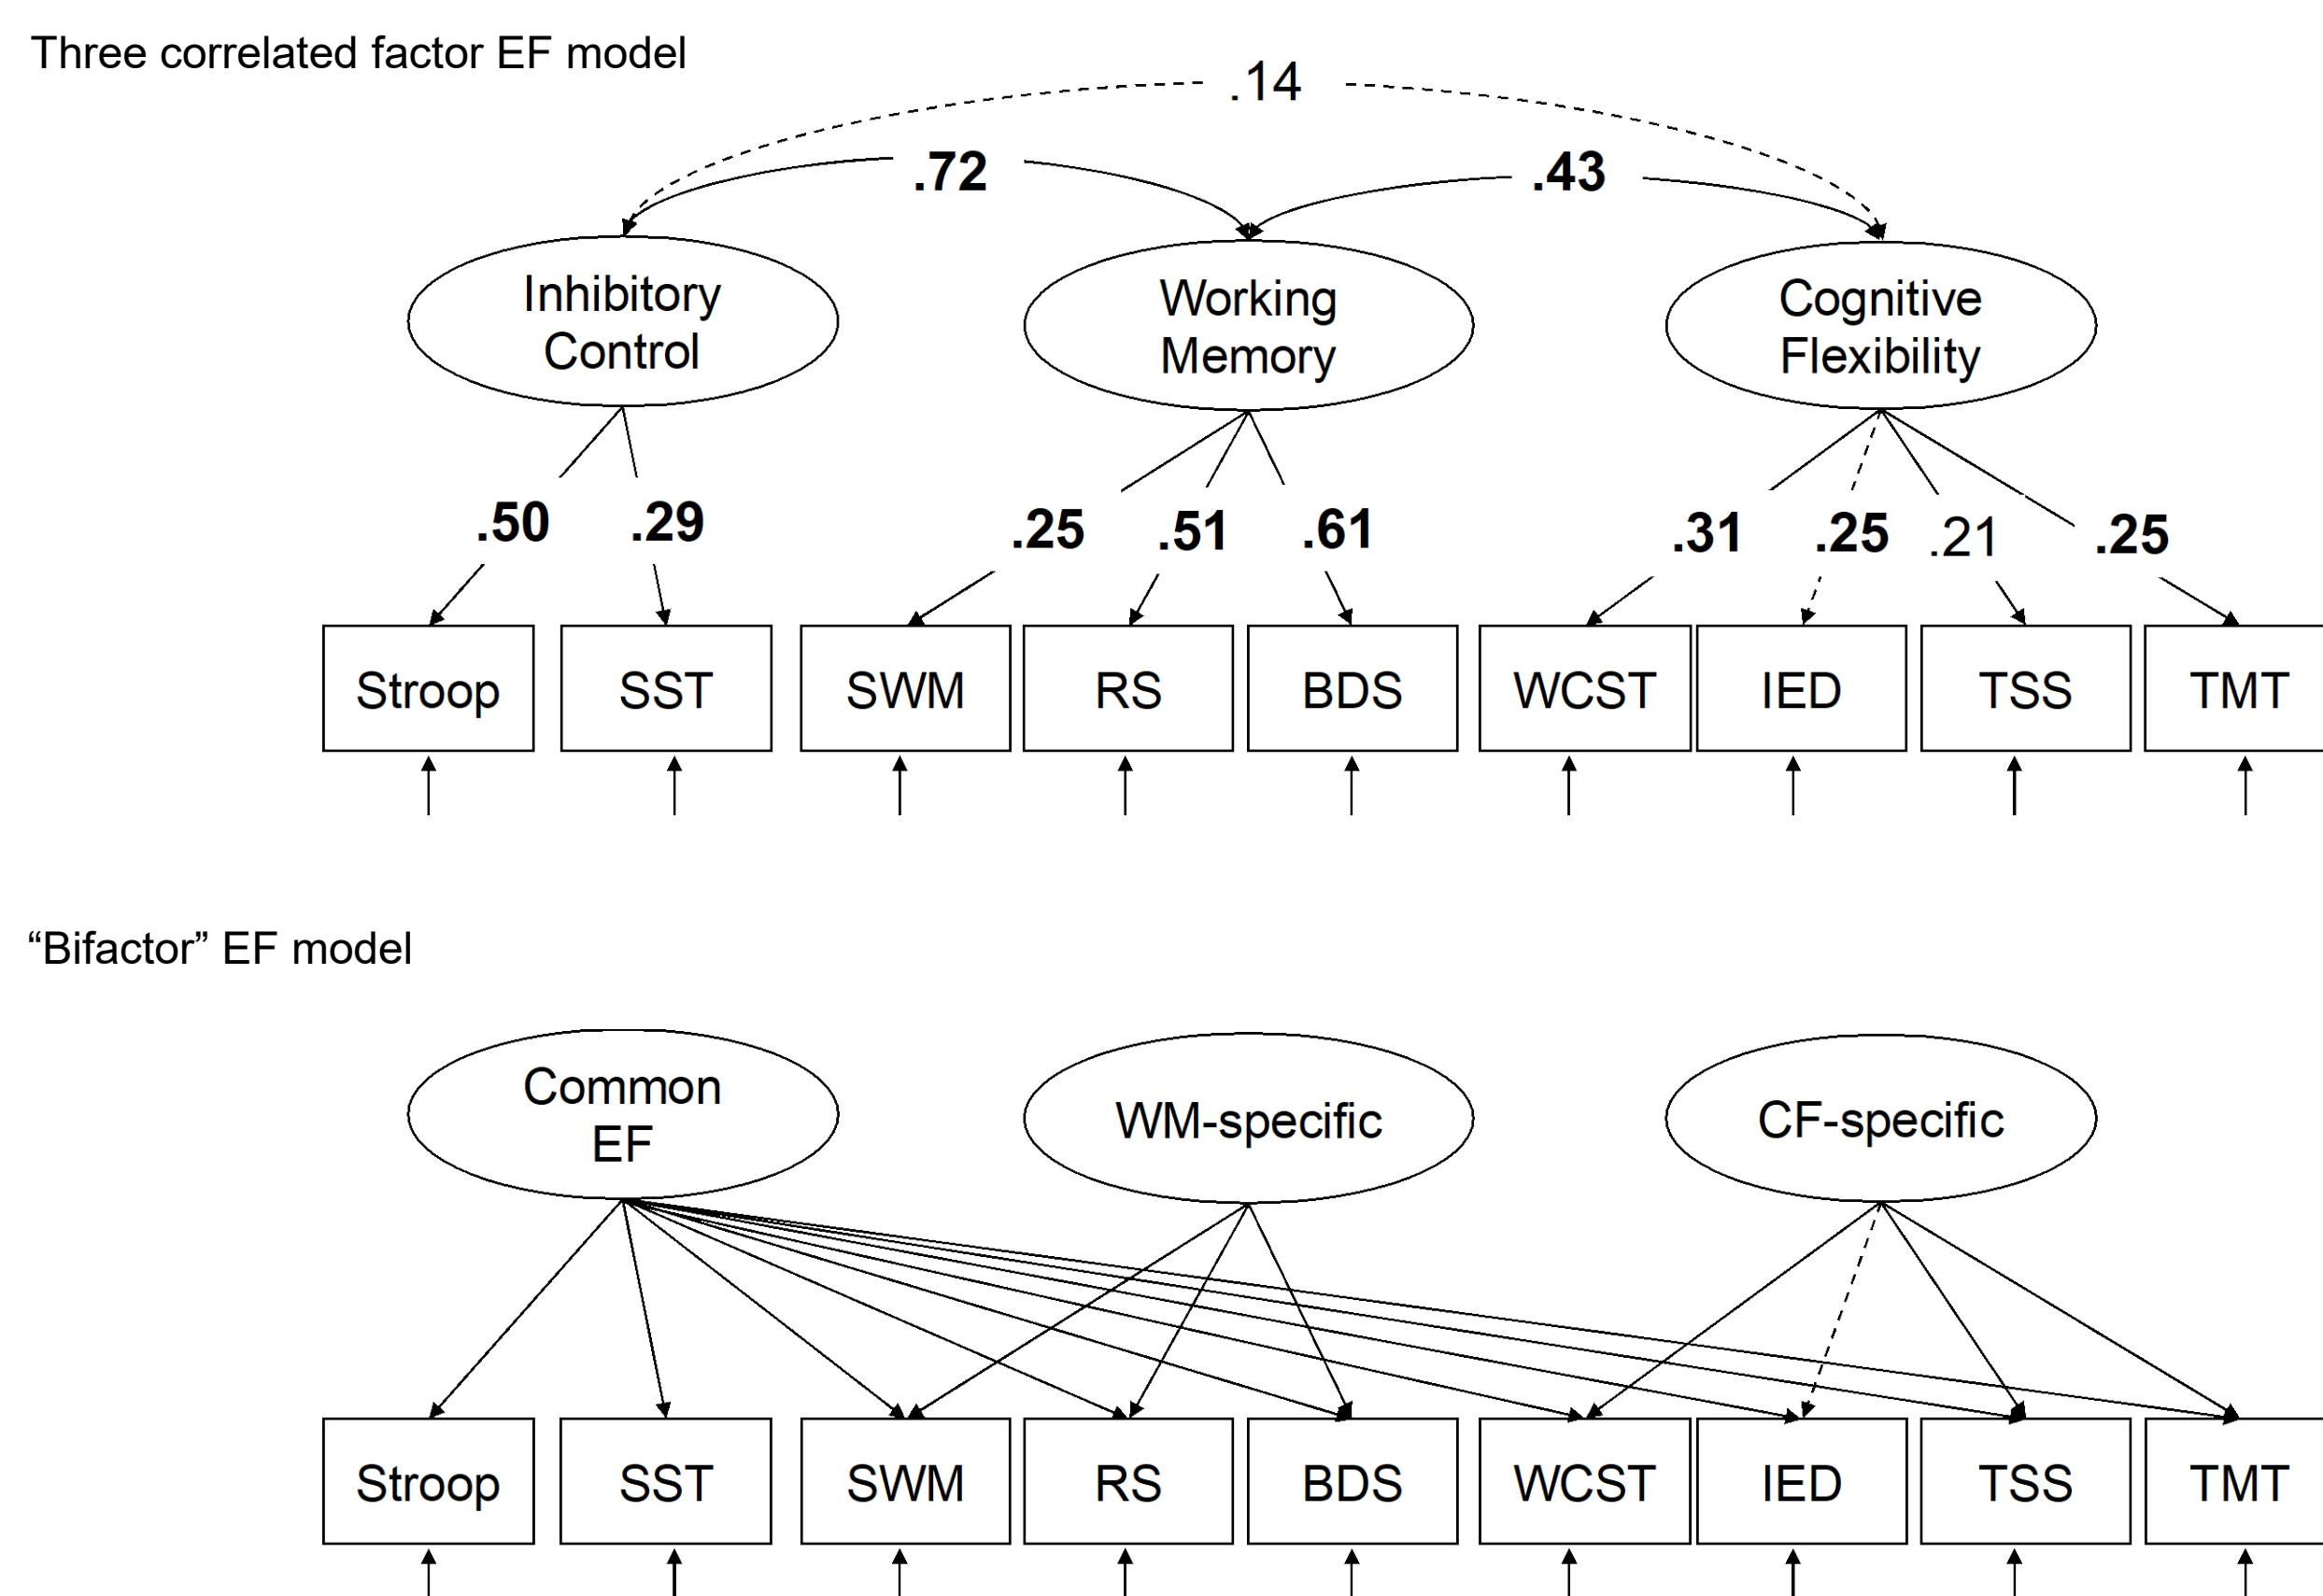 Three correlated factor EF model
.14
.72
.43
Inhibitory
Control
Working
Memory
Cognitive
Flexibility
.50
.29
.25
.51
.61
.31
.25
.21
.25
Stroop
SST
SWM
RS
BDS
WCST
IED
TSS
TMT
“Bifactor” EF model
Common
EF
WM-specific
CF-specific
Stroop
SST
SWM
RS
BDS
WCST
IED
TSS
TMT